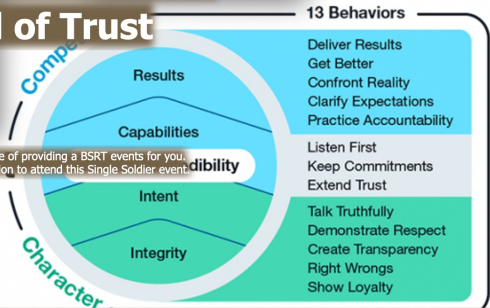 l of Trust
13 Behaviors
Compe
Results
Capabilities
e of providing a BSRT events for you.
ion to attend this Single Soldier event.
dibility
Intent
Integrity
Character
Deliver Results
Get Better
Confront Reality
Clarify Expectations
Practice Accountability
Listen First
Keep Commitments
Extend Trust
Talk Truthfully
Demonstrate Respect
Create Transparency
Right Wrongs
Show Loyalty